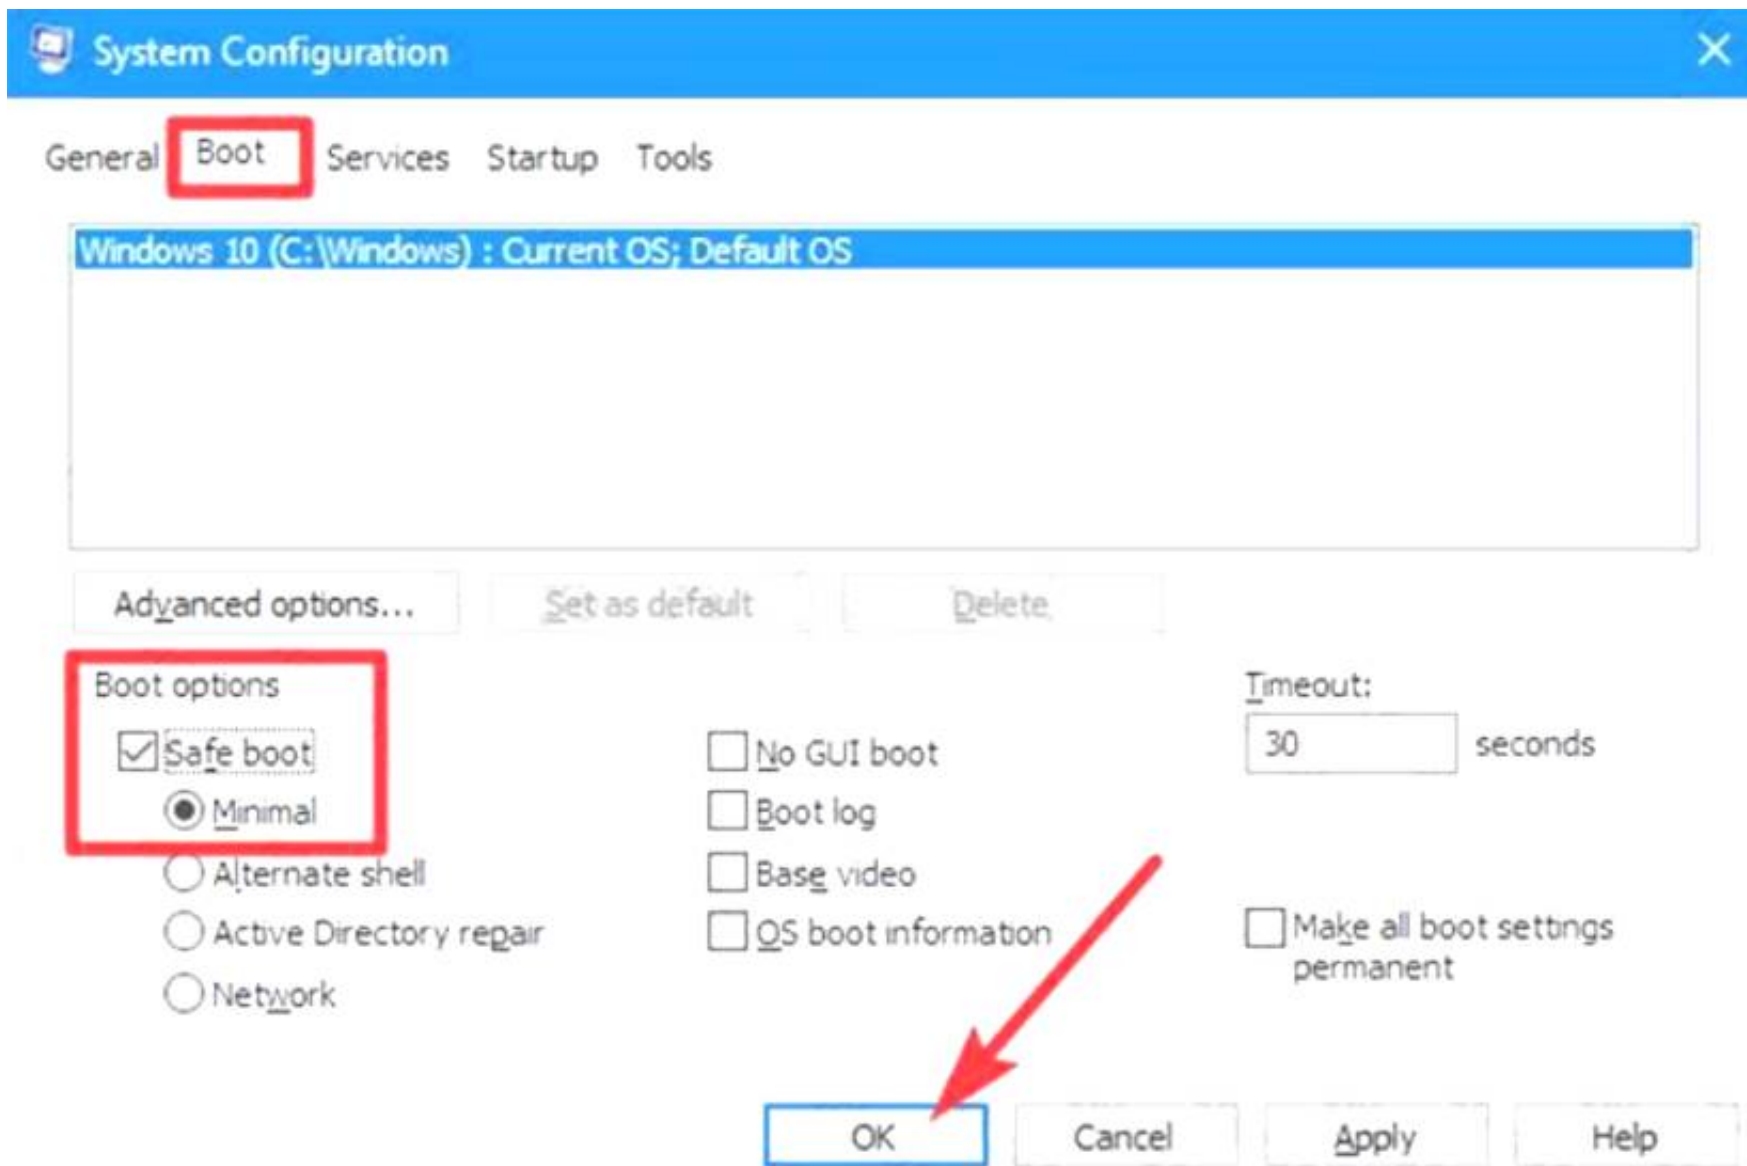 System Configuration
General Boot Services Startup Tools
Windows 10 (C:\Windows) : Current OS; Default OS
Advanced options... Set as default Delete
Boot options
Timeout:
Safe boot No GUI boot 30 seconds
Minimal Boot log
Alternate shell Base video
Active Directory repair OS boot information Make all boot settings
permanent
Network
OK Cancel Apply Help